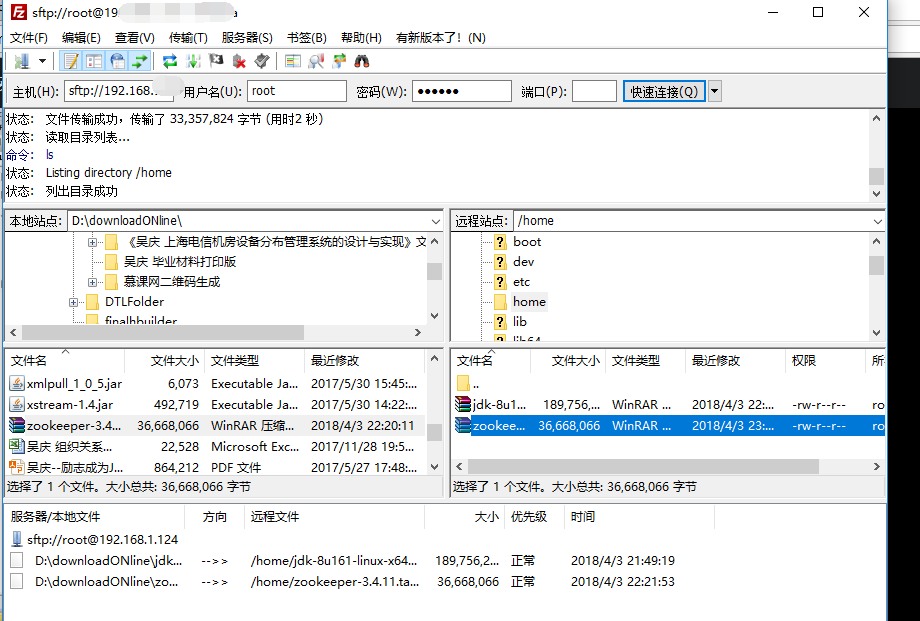 sftp://root@19 a
文件(F) 编辑(E) 查看(V) 传输(T) 服务器(S) 书签(B) 帮助(H) 有新版本了! (N)
主机(H): sftp://192.168. 用户名(U): root 密码(W): ●●●●●● 端口(P): 快速连接(Q)
状态: 文件传输成功，传输了 33,357,824 字节 (用时2 秒)
状态: 读取目录列表...
命令: ls
状态: Listing directory /home
状态: 列出目录成功
本地站点: D:\downloadONline\
《吴庆 上海电信机房设备分布管理系统的设计与实现》文
吴庆 毕业材料打印版
慕课网二维码生成
DTLFolder
finalhbuilder
远程站点: /home
boot
dev
etc
home
lib
lib64
文件名 文件大小 文件类型 最近修改
xmlpull_1_0_5.jar 6,073 Executable Ja... 2017/5/30 15:45:...
xstream-1.4.jar 492,719 Executable Ja... 2017/5/30 14:22:...
zookeeper-3.4.... 36,668,066 WinRAR 压缩... 2018/4/3 22:20:11
吴庆 组织关系... 22,528 Microsoft Exc... 2017/11/28 19:5...
吴庆--励志成为J... 864,212 PDF 文件 2017/5/27 17:48:...
选择了 1 个文件。大小总共: 36,668,066 字节
文件名 文件大小 文件类型 最近修改 权限 所
..
jdk-8u1... 189,756,... WinRAR ... 2018/4/3 22:... -rw-r--r-- ro
zookee... 36,668,066 WinRAR ... 2018/4/3 23:... -rw-r--r-- ro
选择了 1 个文件。大小总共: 36,668,066 字节
服务器/本地文件 方向 远程文件 大小 优先级 时间
sftp://root@192.168.1.124
D:\downloadONline\jdk... -->> /home/jdk-8u161-linux-x64... 189,756,2... 正常 2018/4/3 21:49:19
D:\downloadONline\zo... -->> /home/zookeeper-3.4.11.ta... 36,668,066 正常 2018/4/3 22:21:53